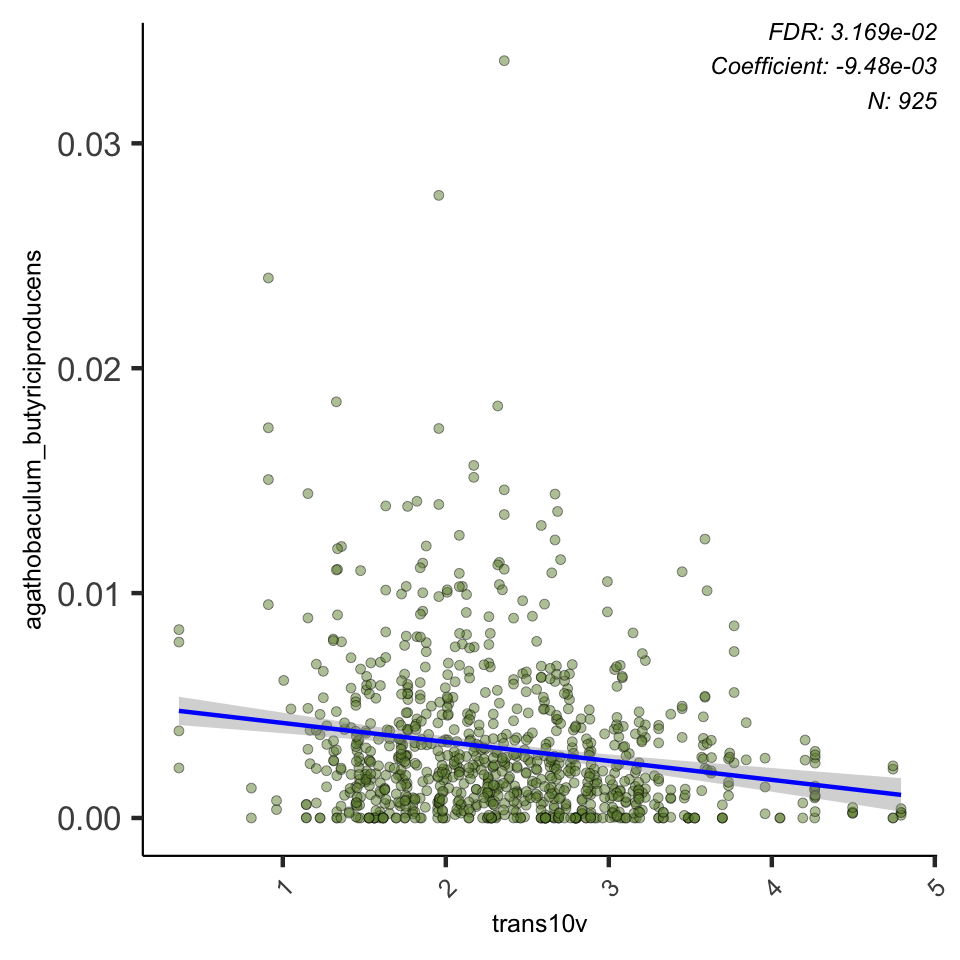 FDR: 3.169e-02
Coefficient: -9.48e-03
N: 925
0.03
0.02
0.01
0.00
agathobaculum_butyriciproducens
1
2
3
4
5
trans10v